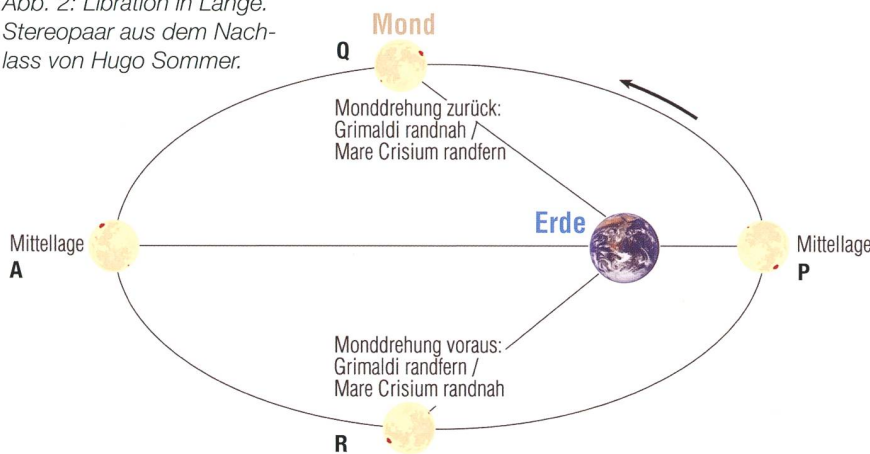 Abb. 2: Libration in Länge.
Stereopaar aus dem Nach-
lass von Hugo Sommer.
Mond
Q
Monddrehung zurück:
Grimaldi randnah /
Mare Crisium randfern
Erde
Mittellage
A
Mittellage
P
Monddrehung voraus:
Grimaldi randfern /
Mare Crisium randnah
R